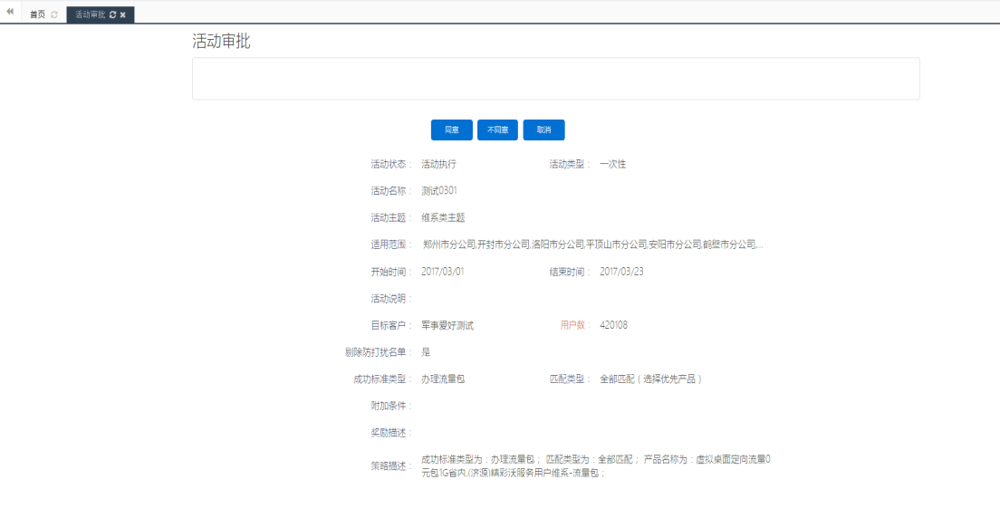 首页 活动审批
活动审批
同意 不同意 取消
活动状态： 活动执行 活动类型： 一次性
活动名称： 测试0301
活动主题： 维系类主题
适用范围： 郑州市分公司,开封市分公司,洛阳市分公司,平顶山市分公司,安阳市分公司,鹤壁市分公司,...
开始时间： 2017/03/01 结束时间： 2017/03/23
活动说明：
目标客户： 军事爱好测试 用户数： 420108
剔除防打扰名单： 是
成功标准类型： 办理流量包 匹配类型： 全部匹配（选择优先产品）
附加条件：
奖励描述：
策略描述： 成功标准类型为：办理流量包； 匹配类型为：全部匹配； 产品名称为：虚拟桌面定向流量0
元包1G省内,(济源)精彩沃服务用户维系-流量包；